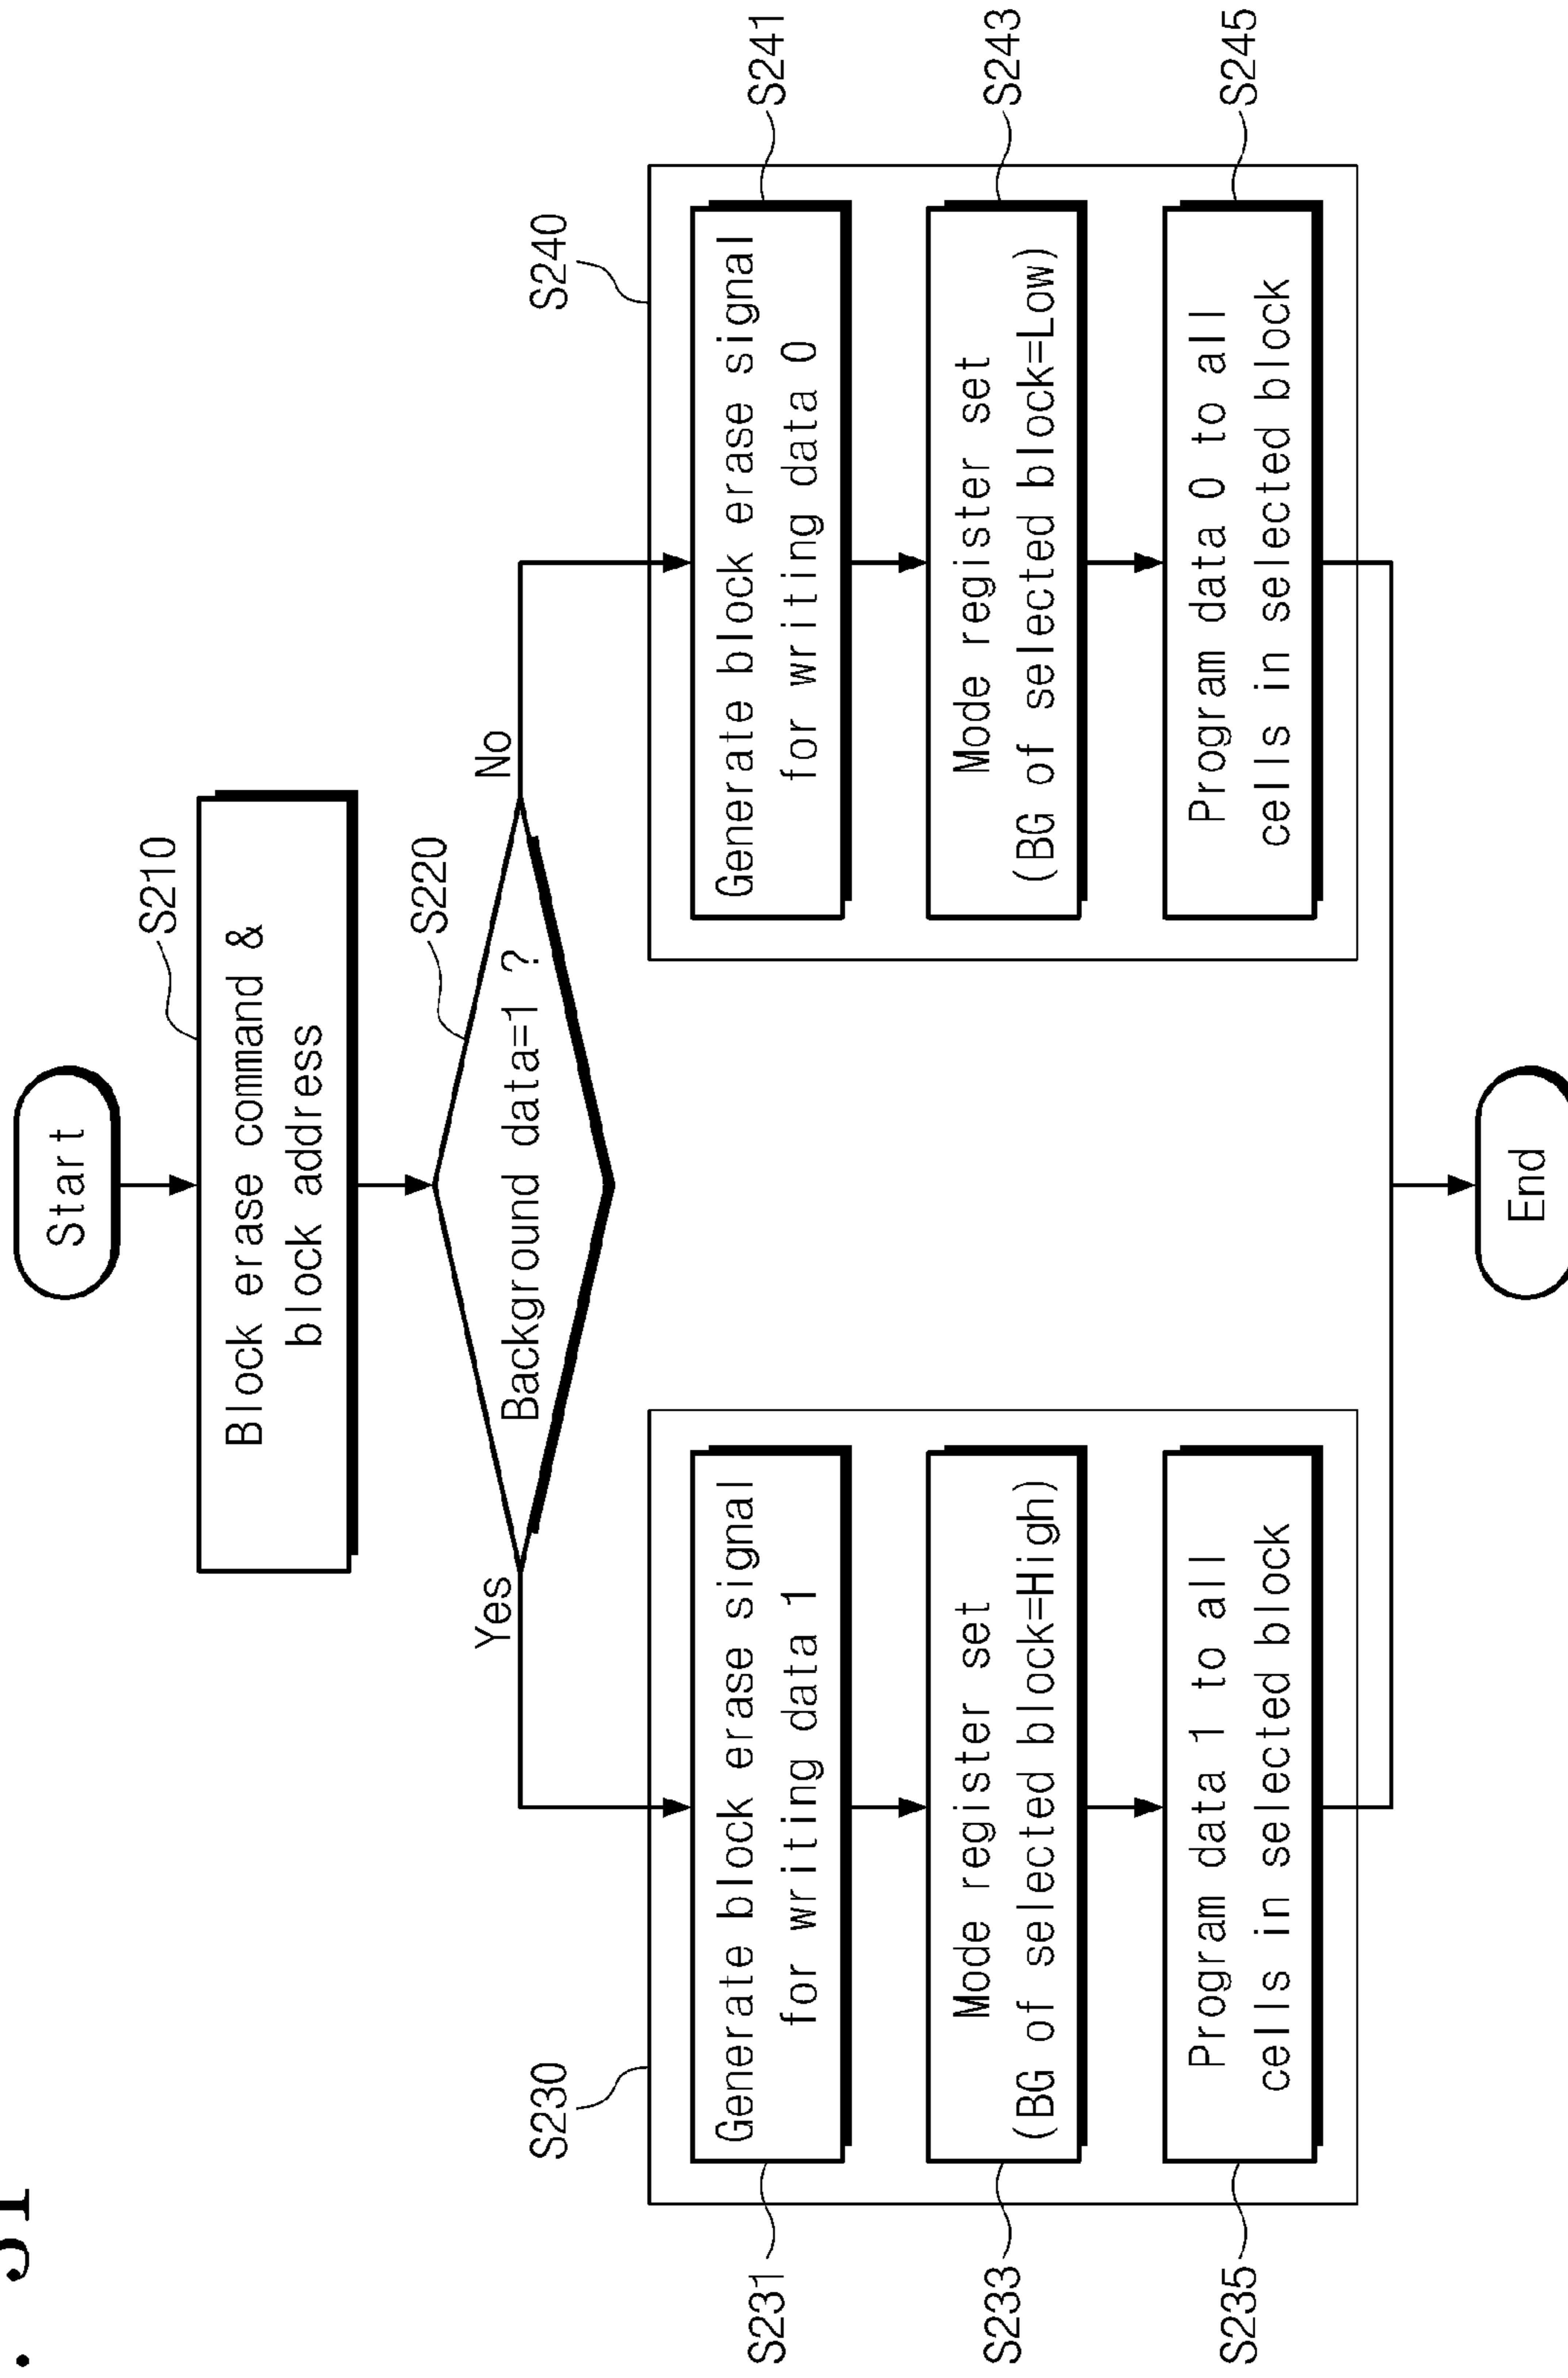 Start
S210
Block erase command &
block address
S220
Background data=1 ?
Yes
No
S230
S231
Generate block erase signal
for writing data 1
S233
Mode register set
(BG of selected block=High)
S235
Program data 1 to all
cells in selected block
S240
S241
Generate block erase signal
for writing data 0
S243
Mode register set
(BG of selected block=Low)
S245
Program data 0 to all
cells in selected block
End